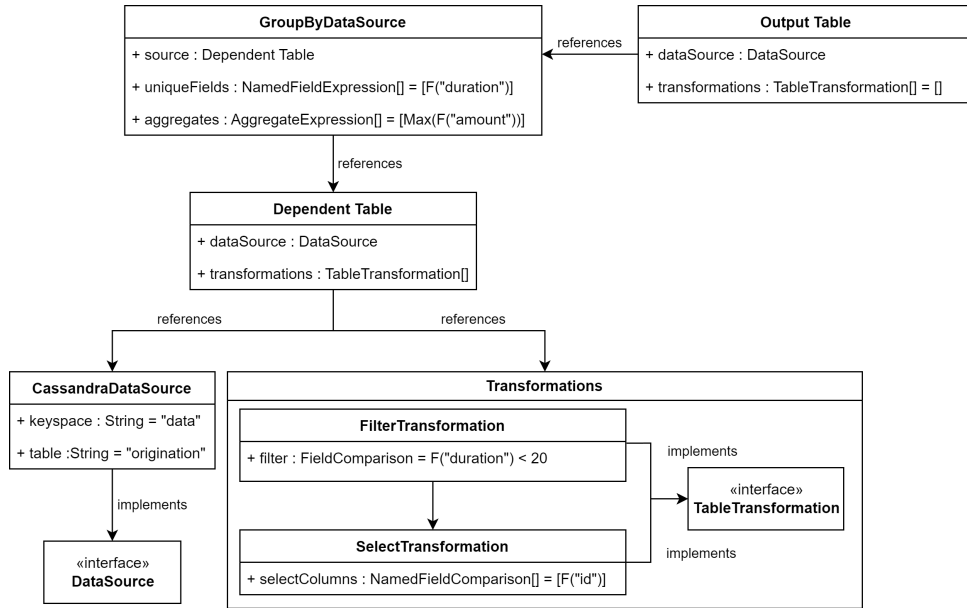 GroupByDataSource
+ source : Dependent Table
+ uniqueFields : NamedFieldExpression[] = [F("duration")]
+ aggregates : AggregateExpression[] = [Max(F("amount"))]
references
Output Table
+ dataSource : DataSource
+ transformations : TableTransformation[] = []
references
Dependent Table
+ dataSource : DataSource
+ transformations : TableTransformation[]
references
references
CassandraDataSource
+ keyspace : String = "data"
+ table :String = "origination"
implements
«interface»
DataSource
Transformations
FilterTransformation
+ filter : FieldComparison = F("duration") < 20
SelectTransformation
+ selectColumns : NamedFieldComparison[] = [F("id")]
implements
«interface»
TableTransformation
implements